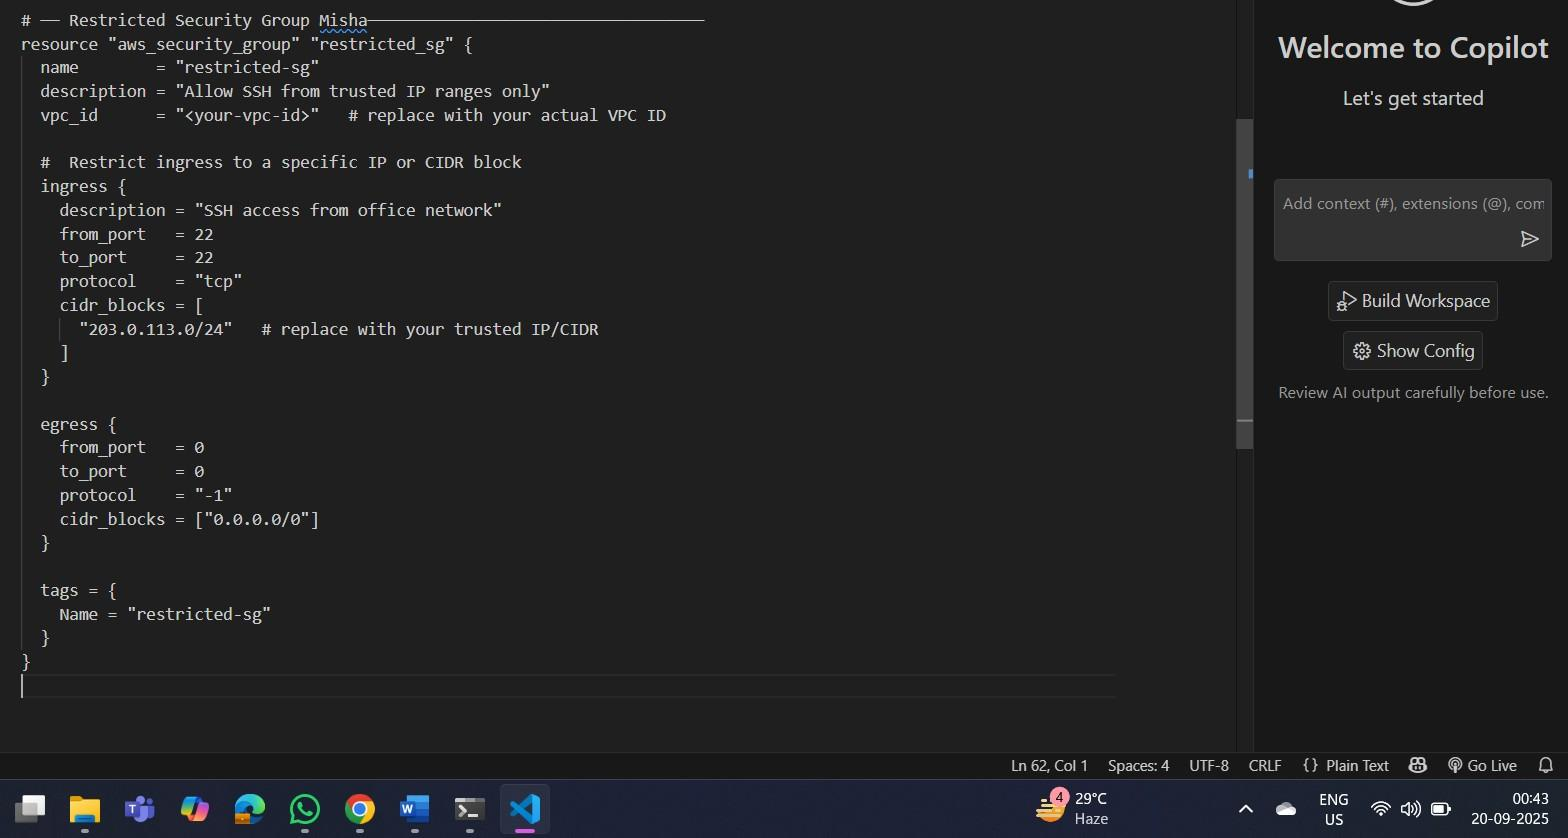 # —— Restricted Security Group Misha———————————————————————————————————
resource "aws_security_group" "restricted_sg" {
  name        = "restricted-sg"
  description = "Allow SSH from trusted IP ranges only"
  vpc_id      = "<your-vpc-id>"   # replace with your actual VPC ID
  #  Restrict ingress to a specific IP or CIDR block
  ingress {
    description = "SSH access from office network"
    from_port   = 22
    to_port     = 22
    protocol    = "tcp"
    cidr_blocks = [
      "203.0.113.0/24"   # replace with your trusted IP/CIDR
    ]
  }
  egress {
    from_port   = 0
    to_port     = 0
    protocol    = "-1"
    cidr_blocks = ["0.0.0.0/0"]
  }
  tags = {
    Name = "restricted-sg"
  }
}
Welcome to Copilot
Let's get started
Add context (#), extensions (@), com
Build Workspace
Show Config
Review AI output carefully before use.
Ln 62, Col 1 Spaces: 4 UTF-8 CRLF {} Plain Text Go Live
4
29°C
Haze
ENG
US
00:43
20-09-2025